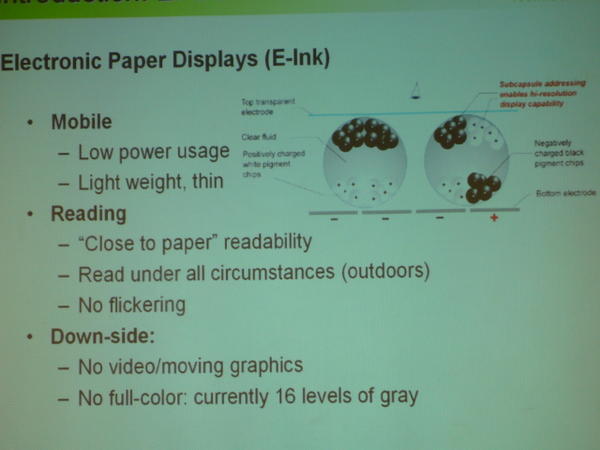 Electronic Paper Displays (E-Ink)
• Mobile
– Low power usage
– Light weight, thin
• Reading
– “Close to paper” readability
– Read under all circumstances (outdoors)
– No flickering
• Down-side:
– No video/moving graphics
– No full-color: currently 16 levels of gray
Top transparent
electrode
Clear fluid
Positively charged
white pigment
chips
Subcapsule addressing
enables hi-resolution
display capability
Negatively
charged black
pigment chips
Bottom electrode
– – – +